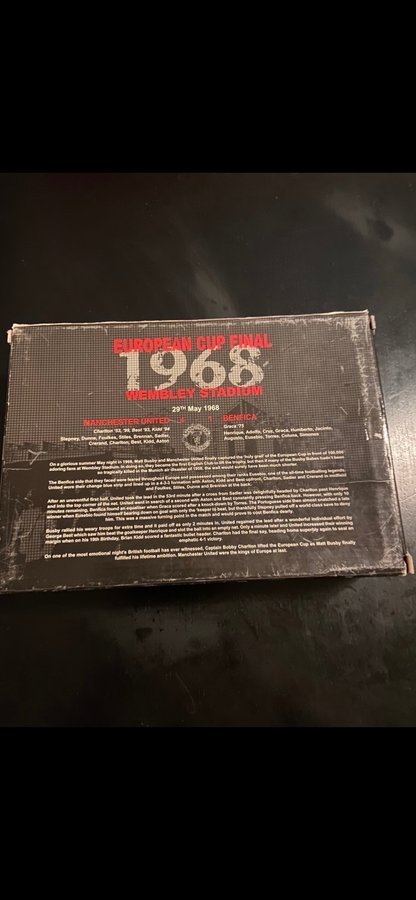 EUROPEAN CUP FINAL
1968
WEMBLEY STADIUM
29TH May 1968
MANCHESTER UNITED 4 1 BENFICA
Charlton '53, '99, Best '93, Kidd '94
Graca '75
Stepney, Dunne, Foulkes, Stiles, Brennan, Sadler,
Crerand, Charlton, Best, Kidd, Aston
Henrique, Adolfo, Cruz, Graca, Humberto, Jacinto,
Augusto, Eusebio, Torres, Coluna, Simoes
On a glorious summer May night in 1968, Matt Busby and Manchester United finally captured the 'holy grail' of the European Cup in front of 100,000
adoring fans at Wembley Stadium. In doing so, they became the first English Club to lift the trophy but then if many of the Busby Babes hadn't been
so tragically killed in the Munich air disaster of 1958, the wait would surely have been much shorter.
The Benfica side that they faced were feared throughout Europe and possessed among their ranks Eusebio, one of the all-time footballing legends.
United wore their change blue strip and lined up in a 4-3-3 formation with Aston, Kidd and Best upfront, Charlton, Sadler and Crerand in midfield
and Foulkes, Stiles, Dunne and Brennan at the back.
After an uneventful first half, United took the lead in the 53rd minute after a cross from Sadler was delightfully headed by Charlton past Henrique
and into the top corner of the net. United went in search of a second with Aston and Best constantly pressing Benfica back. However, with only 10
minutes remaining, Benfica found an equaliser when Graca scored after a knock-down by Torres. The Portuguese side then almost snatched a late
winner when Eusebio found himself bearing down on goal with only the 'keeper to beat, but thankfully Stepney pulled off a world-class save to deny
him. This was a massive turning point in the match and would prove to cost Benfica dearly.
Busby rallied his weary troops for extra time and it paid off as only 2 minutes in, United regained the lead after a wonderful individual effort by
George Best which saw him beat the goalkeeper Henrique and slot the ball into an empty net. Only a minute later and United increased their winning
margin when on his 19th Birthday, Brian Kidd scored a fantastic bullet header. Charlton had the final say, heading home superbly again to seal an
emphatic 4-1 victory.
On one of the most emotional night's British football has ever witnessed, Captain Bobby Charlton lifted the European Cup as Matt Busby finally
fulfilled his lifetime ambition. Manchester United were the kings of Europe at last.